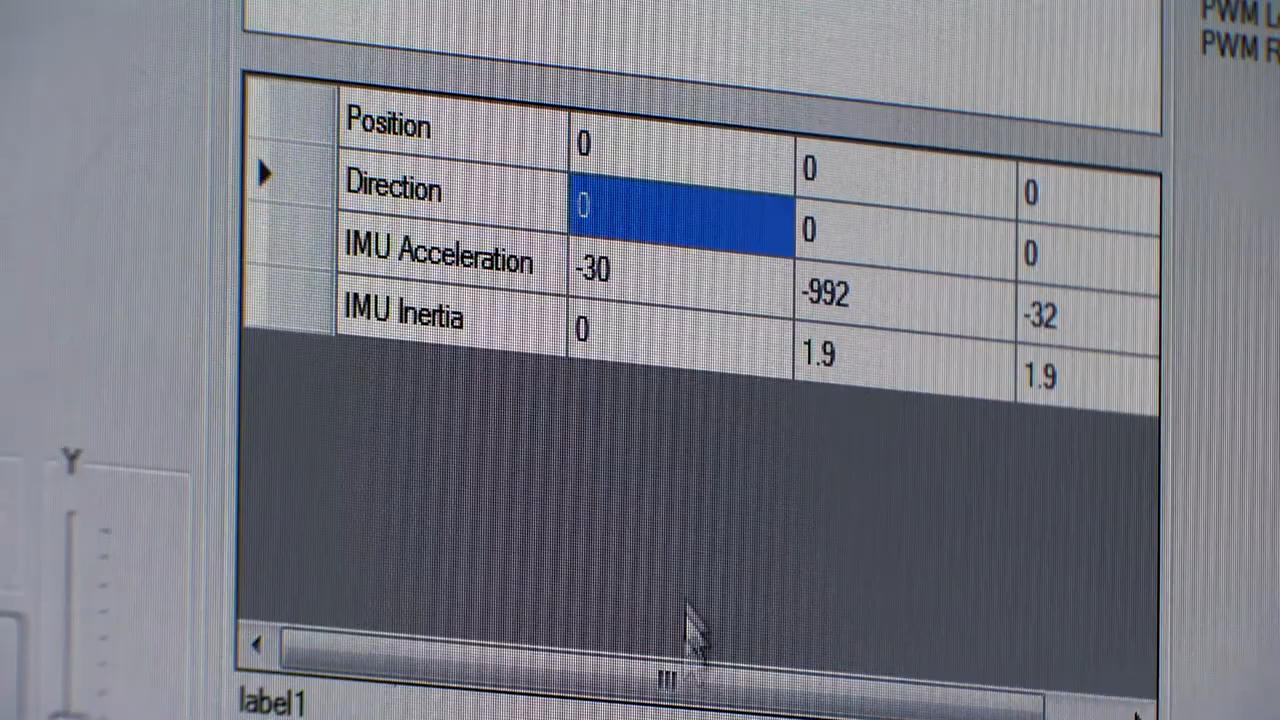 PWM
PWM R
Position 0 0 0
Direction 0 0 0
IMU Acceleration -30 -992 -32
IMU Inertia 0 1.9 1.9
Y
label1